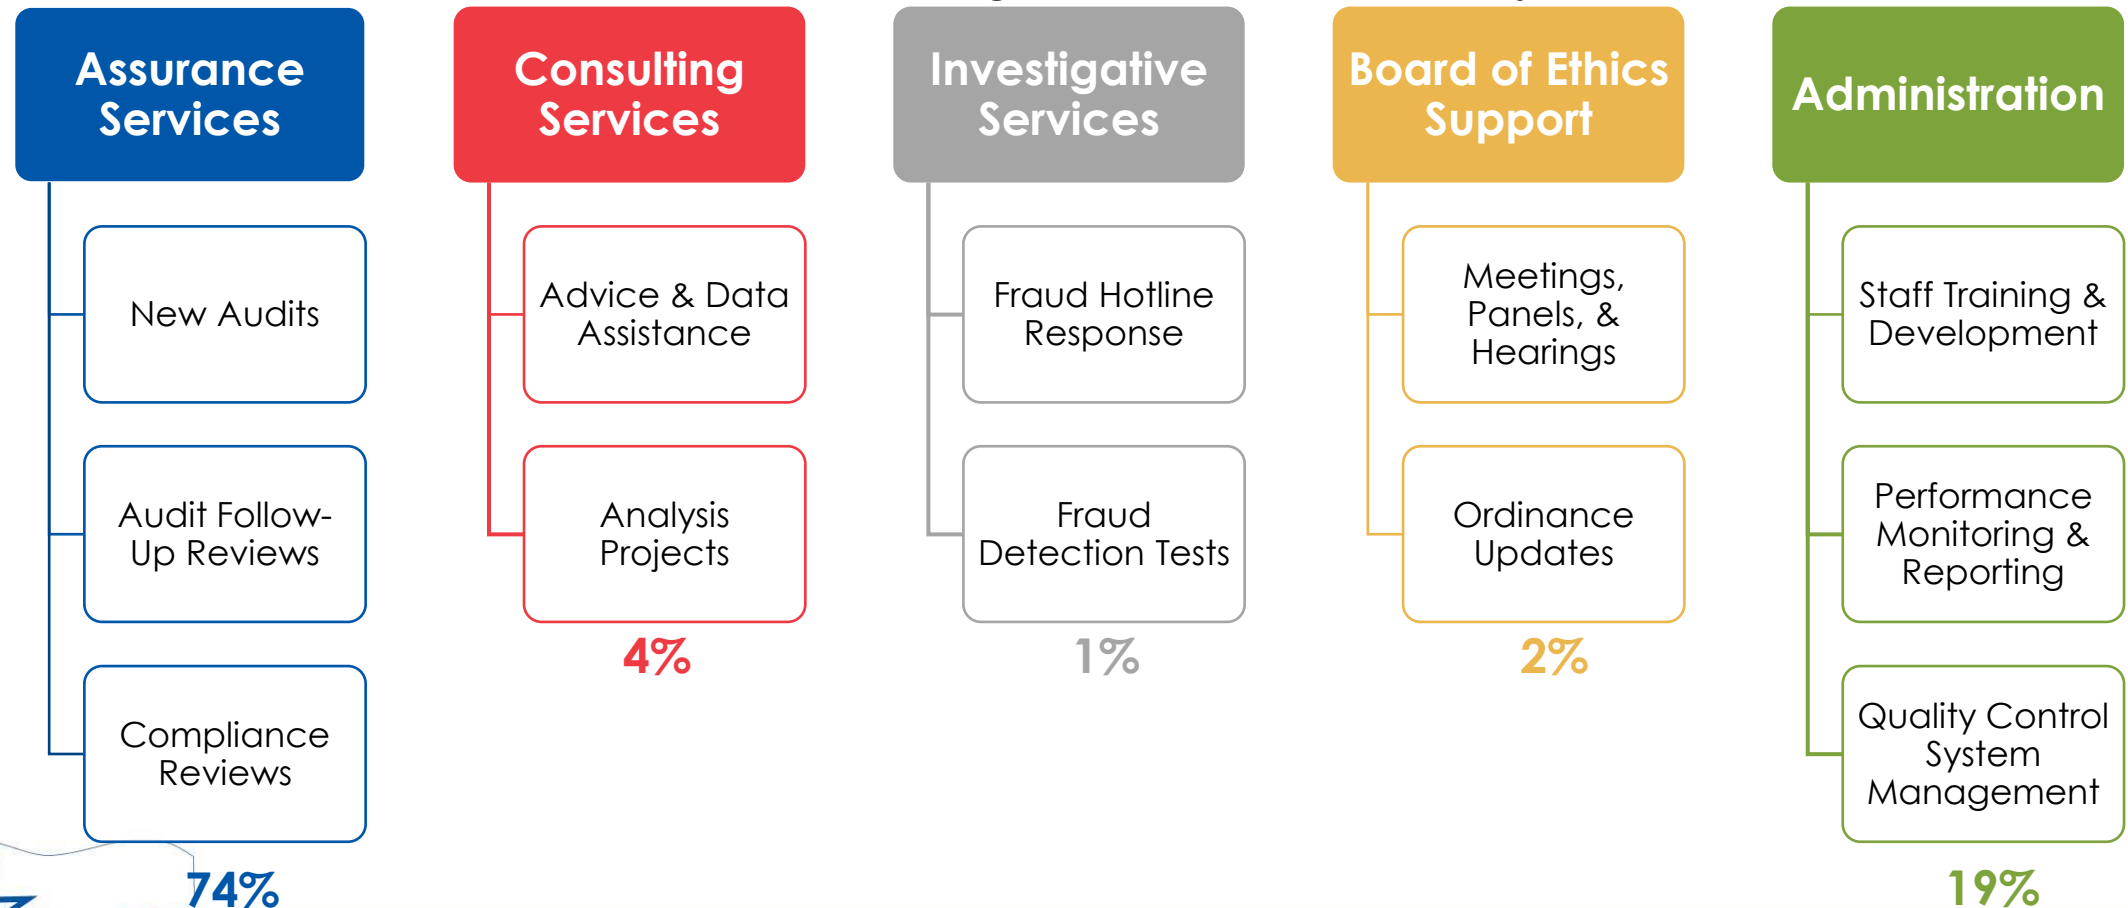 Assurance
Services
New Audits
Audit Follow-
Up Reviews
Compliance
Reviews
74%
Consulting
Services
Advice & Data
Assistance
Analysis
Projects
4%
Investigative
Services
Fraud Hotline
Response
Fraud
Detection Tests
1%
Board of Ethics
Support
Meetings,
Panels, &
Hearings
Ordinance
Updates
2%
Administration
Staff Training &
Development
Performance
Monitoring &
Reporting
Quality Control
System
Management
19%